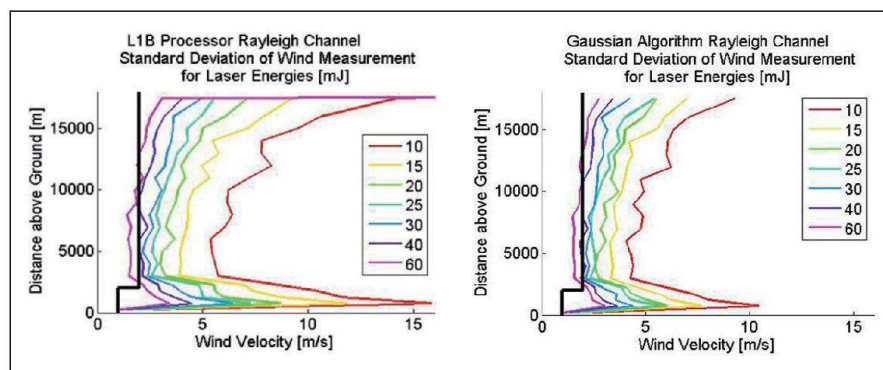 L1B Processor Rayleigh Channel
Standard Deviation of Wind Measurement
for Laser Energies [mJ]
Distance above Ground [m]
15000
10000
5000
0
10
15
20
25
30
40
60
0 5 10 15
Wind Velocity [m/s]
Gaussian Algorithm Rayleigh Channel
Standard Deviation of Wind Measurement
for Laser Energies [mJ]
Distance above Ground [m]
15000
10000
5000
0
10
15
20
25
30
40
60
0 5 10 15
Wind Velocity [m/s]